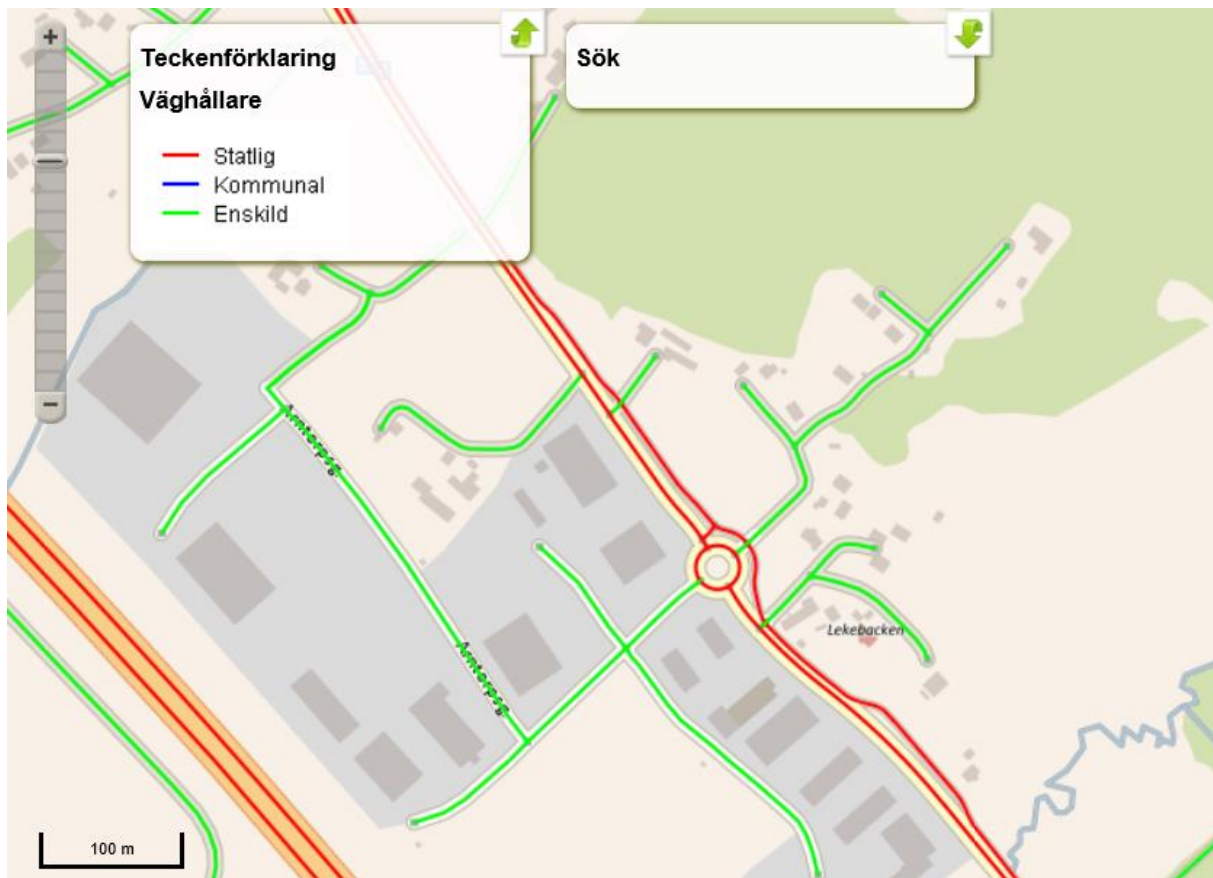 Teckenförklaring
Väghållare
Statlig
Kommunal
Enskild
Sök
Lekebacken
100 m